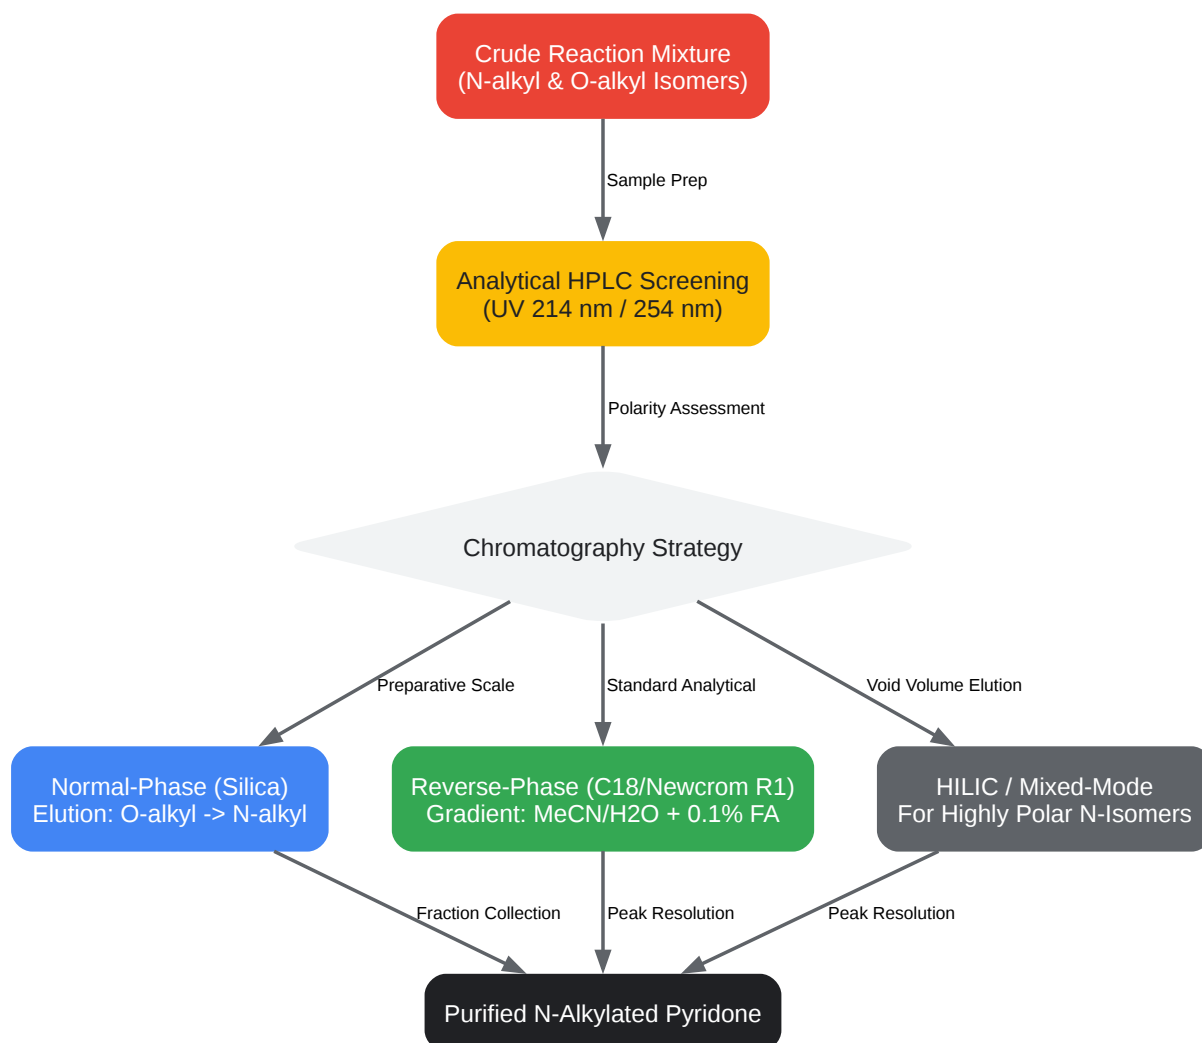 Crude Reaction Mixture
(N-alkyl & O-alkyl Isomers)
Sample Prep
Analytical HPLC Screening
(UV 214 nm / 254 nm)
Polarity Assessment
Chromatography Strategy
Preparative Scale
Standard Analytical
Void Volume Elution
Normal-Phase (Silica)
Elution: O-alkyl -> N-alkyl
Reverse-Phase (C18/Newcrom R1)
Gradient: MeCN/H2O + 0.1% FA
HILIC / Mixed-Mode
For Highly Polar N-Isomers
Fraction Collection
Peak Resolution
Peak Resolution
Purified N-Alkylated Pyridone